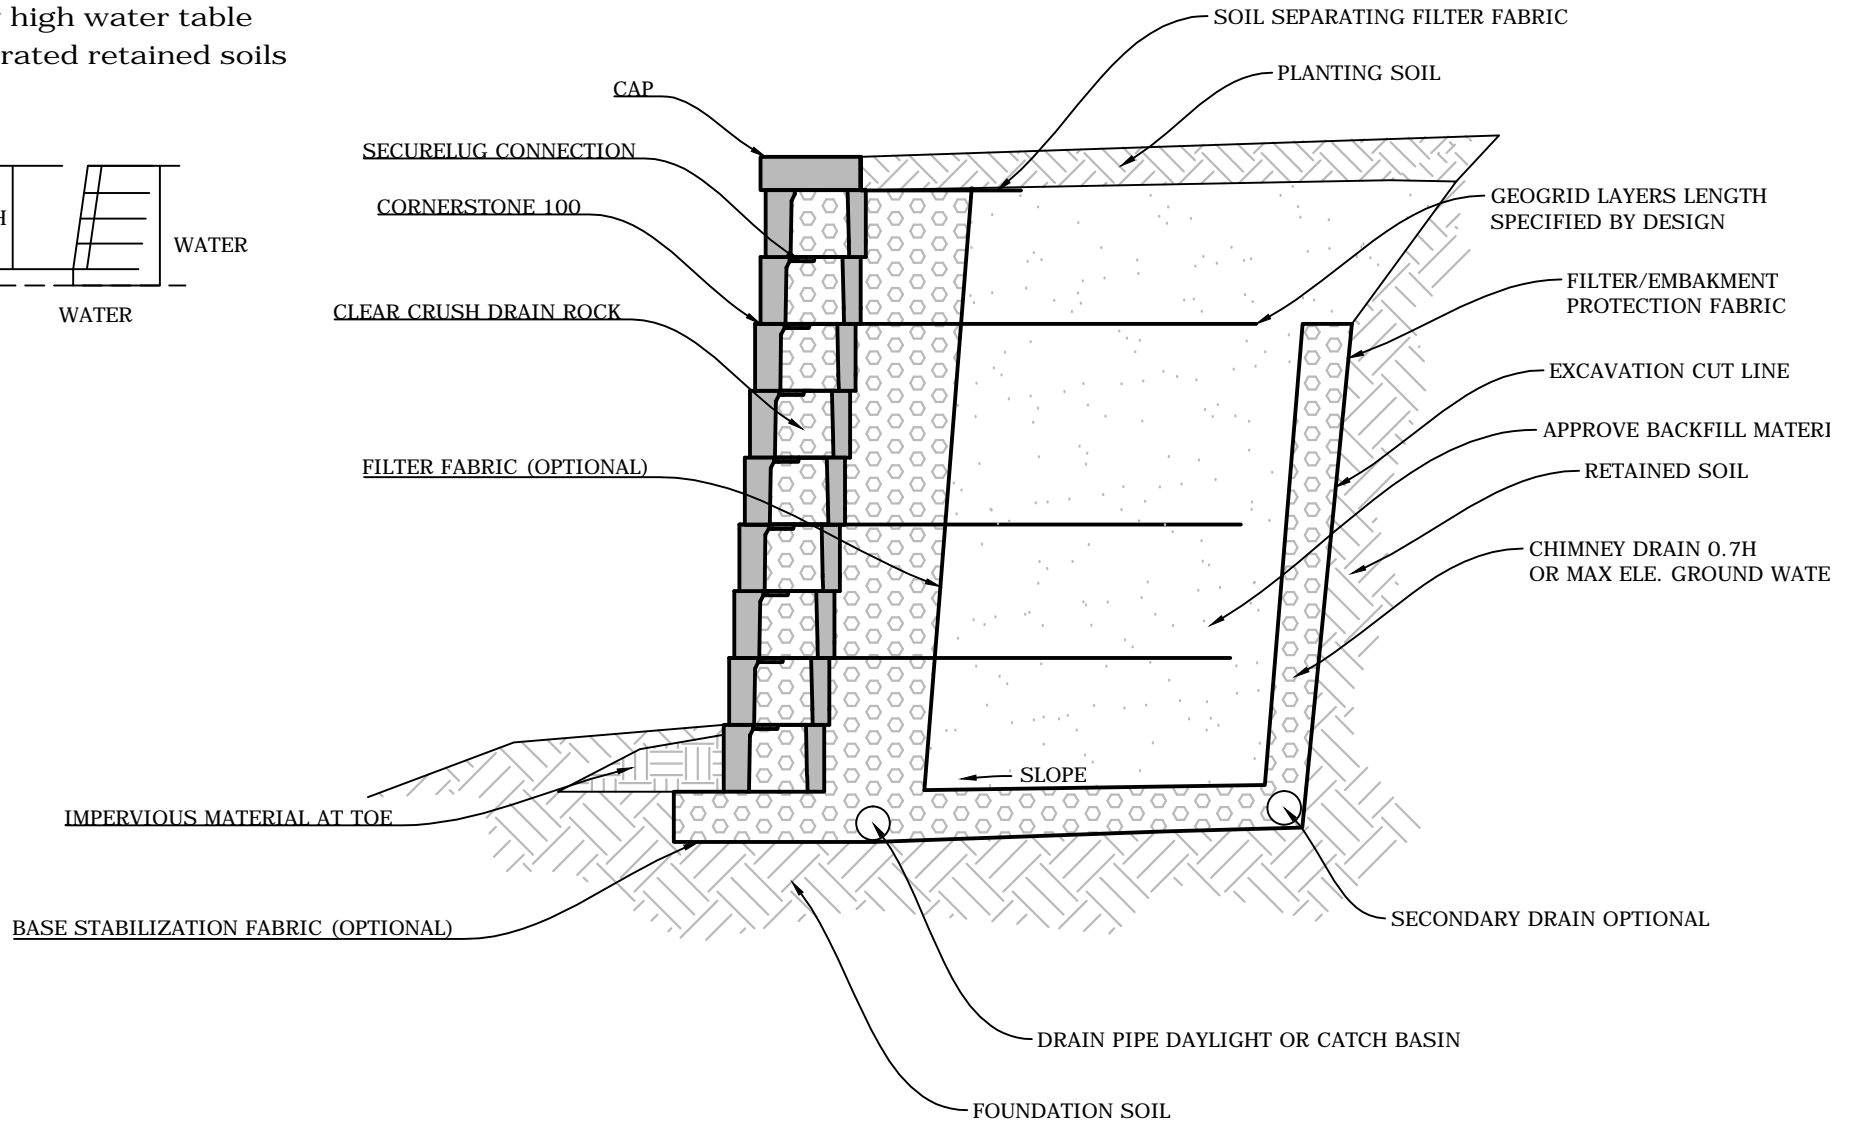 high water table
rated retained soils
H
WATER
WATER
CAP
SECURELUG CONNECTION
CORNERSTONE 100
CLEAR CRUSH DRAIN ROCK
FILTER FABRIC (OPTIONAL)
IMPERVIOUS MATERIAL AT TOE
BASE STABILIZATION FABRIC (OPTIONAL)
SLOPE
SOIL SEPARATING FILTER FABRIC
PLANTING SOIL
GEOGRID LAYERS LENGTH
SPECIFIED BY DESIGN
FILTER/EMBAKMENT
PROTECTION FABRIC
EXCAVATION CUT LINE
APPROVE BACKFILL MATERI
RETAINED SOIL
CHIMNEY DRAIN 0.7H
OR MAX ELE. GROUND WATE
SECONDARY DRAIN OPTIONAL
DRAIN PIPE DAYLIGHT OR CATCH BASIN
FOUNDATION SOIL